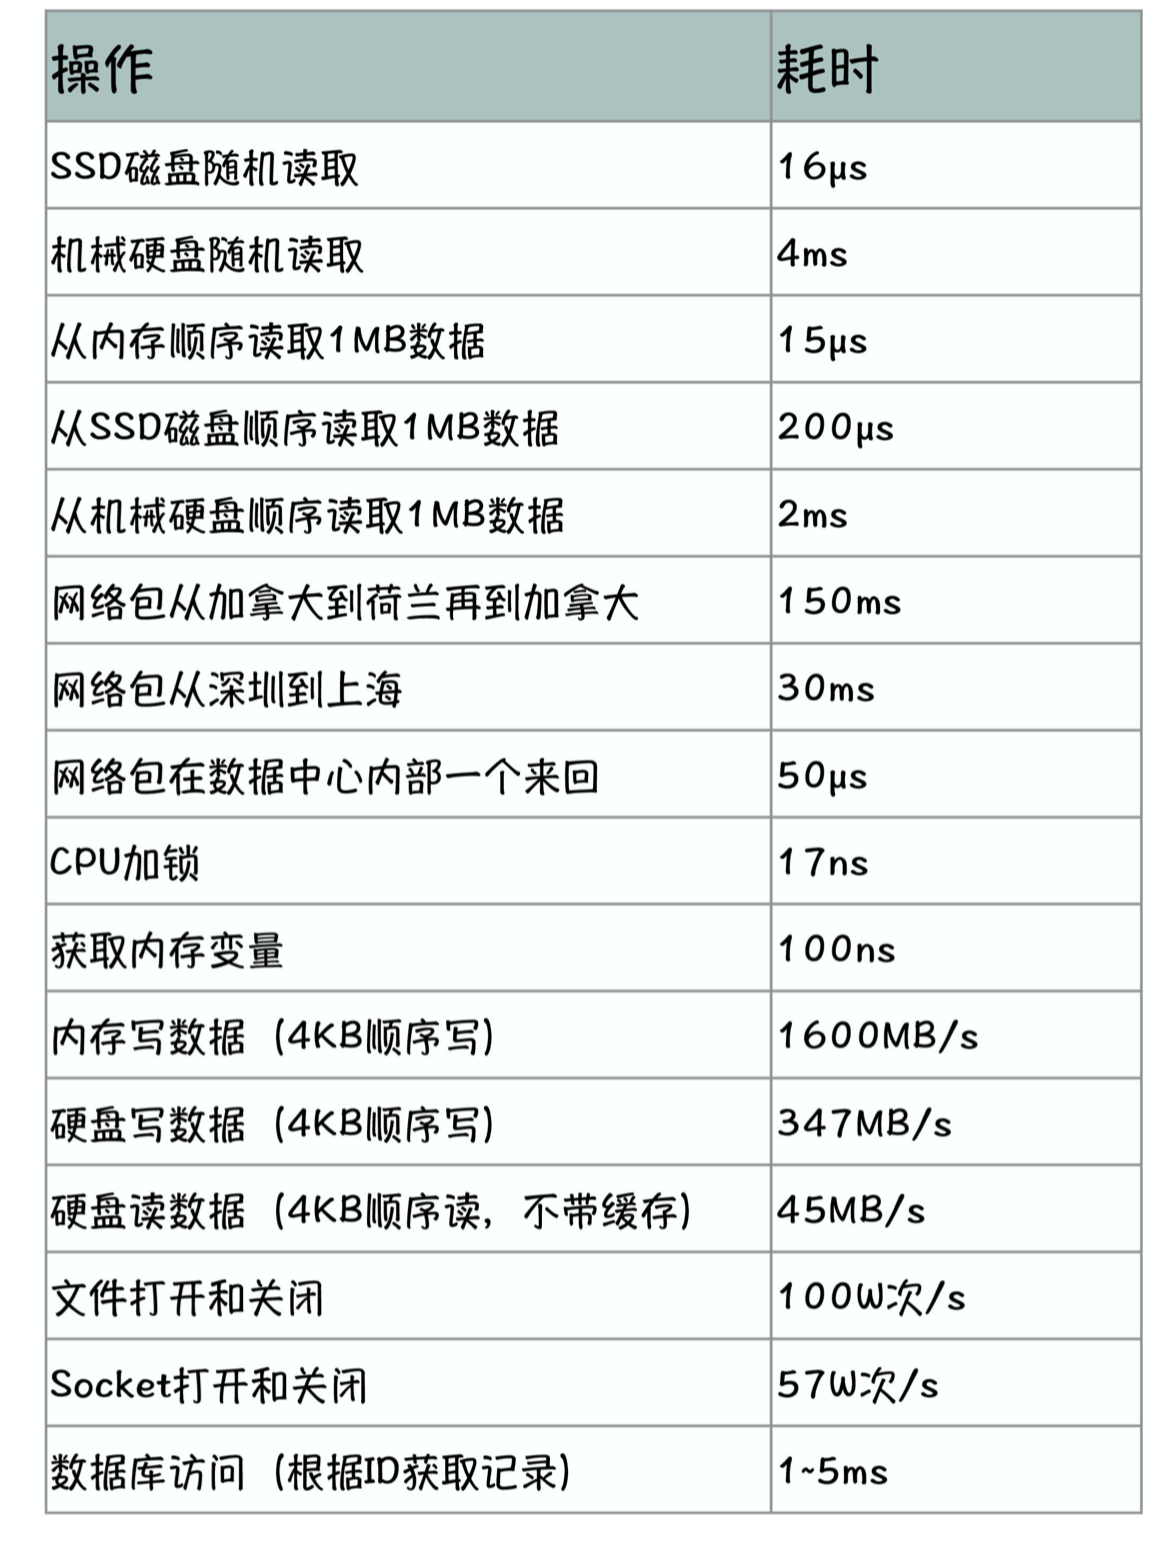 操作 耗时
SSD磁盘随机读取 16μs
机械硬盘随机读取 4ms
从内存顺序读取1MB数据 15μs
从SSD磁盘顺序读取1MB数据 200μs
从机械硬盘顺序读取1MB数据 2ms
网络包从加拿大到荷兰再到加拿大 150ms
网络包从深圳到上海 30ms
网络包在数据中心内部一个来回 50μs
CPU加锁 17ns
获取内存变量 100ns
内存写数据（4KB顺序写） 1600MB/s
硬盘写数据（4KB顺序写） 347MB/s
硬盘读数据（4KB顺序读，不带缓存） 45MB/s
文件打开和关闭 100W次/s
Socket打开和关闭 57W次/s
数据库访问（根据ID获取记录） 1~5ms